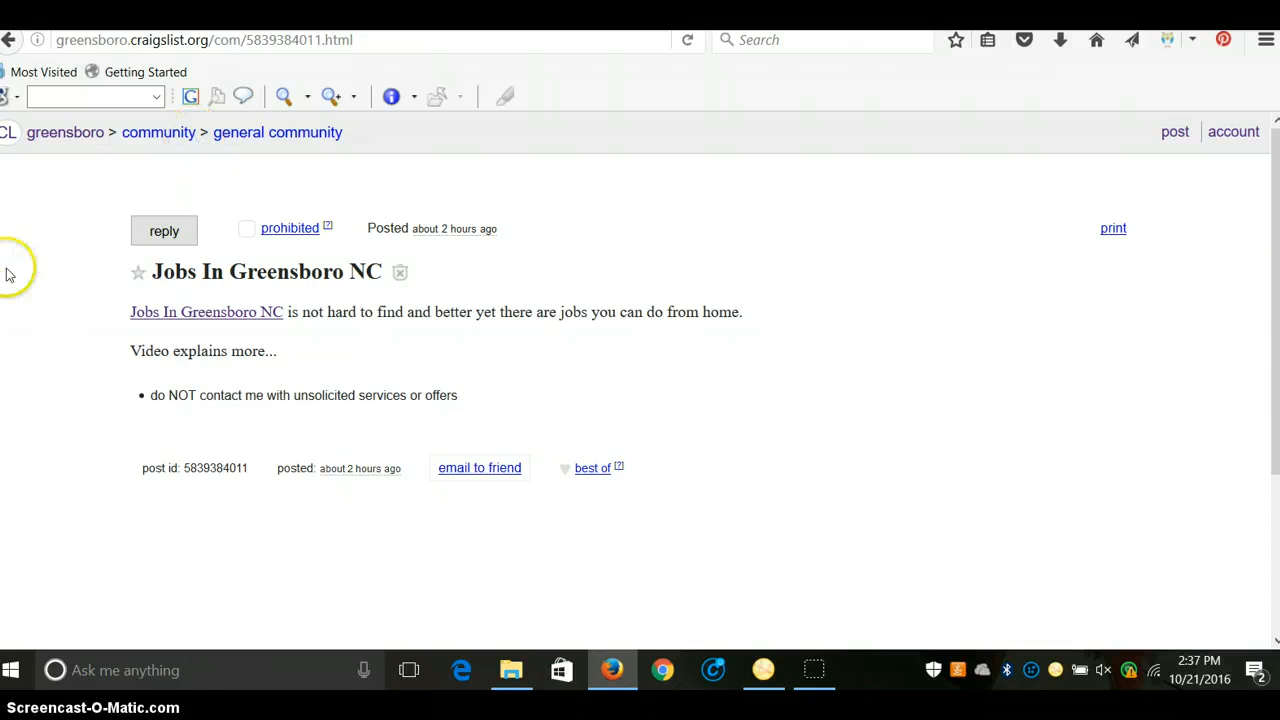 greensboro.craigslist.org/com/5839384011.html
Search
Most Visited Getting Started
CL greensboro > community > general community post account
reply prohibited [?] Posted about 2 hours ago print
Jobs In Greensboro NC
Jobs In Greensboro NC is not hard to find and better yet there are jobs you can do from home.
Video explains more...
• do NOT contact me with unsolicited services or offers
post id: 5839384011 posted: about 2 hours ago email to friend best of [?]
Ask me anything
2:37 PM
10/21/2016
2
Screencast-O-Matic.com